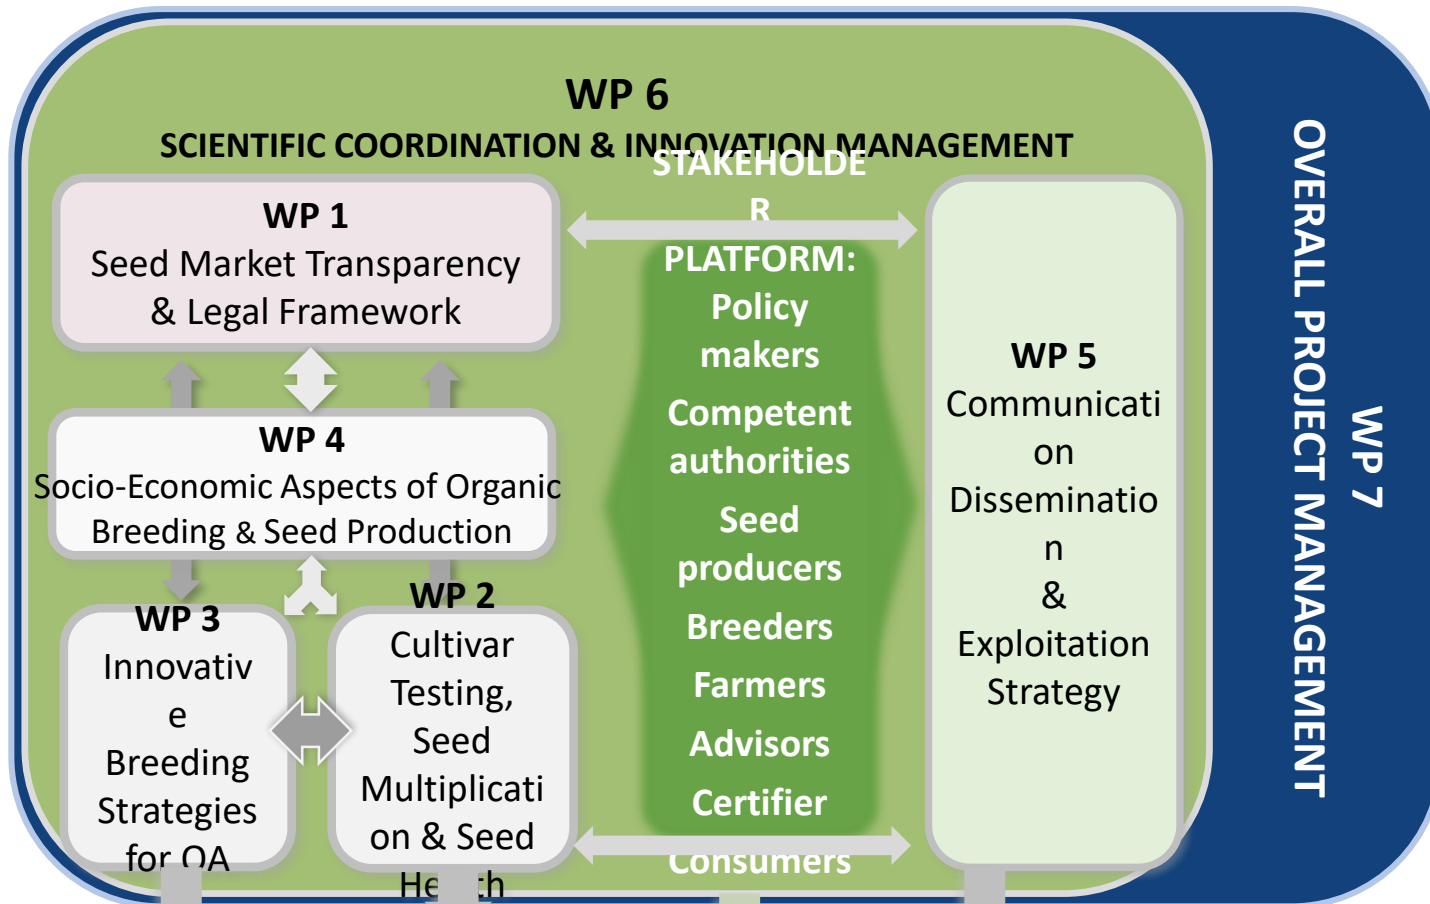 WP 6
SCIENTIFIC COORDINATION & INNOVATION MANAGEMENT
WP 1
Seed Market Transparency
& Legal Framework
WP 4
Socio-Economic Aspects of Organic
Breeding & Seed Production
WP 3
Innovativ
e
Breeding
Strategies
for OA
WP 2
Cultivar
Testing,
Seed
Multiplicati
on & Seed
STAKEHOLDE
R
PLATFORM:
Policy
makers
Competent
authorities
Seed
producers
Breeders
Farmers
Advisors
Certifier
Consumers
WP 5
Communicati
on
Disseminatio
n
&
Exploitation
Strategy
WP 7
OVERALL PROJECT MANAGEMENT